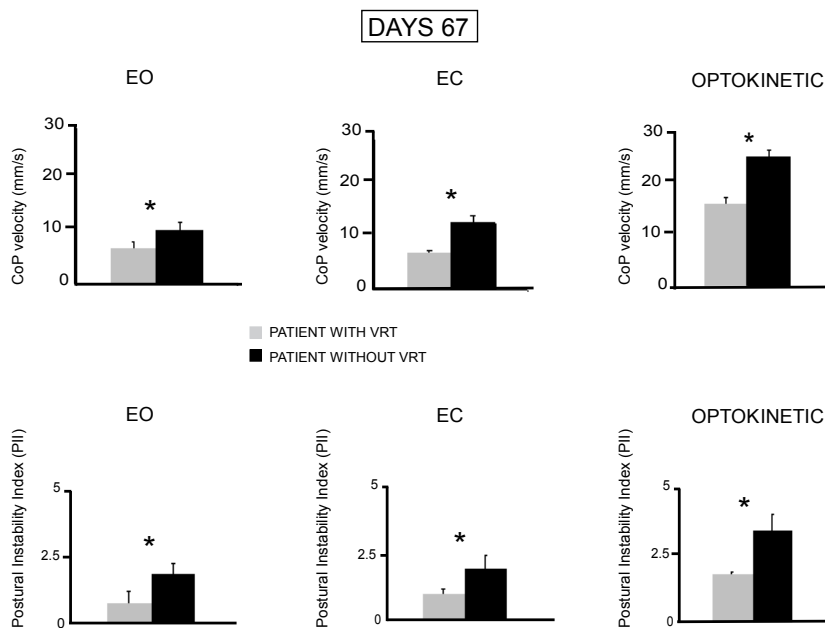 DAYS 67
EO
EC
OPTOKINETIC
CoP velocity (mm/s)
30
20
10
0
*
CoP velocity (mm/s)
30
20
10
0
*
CoP velocity (mm/s)
30
20
10
0
*
PATIENT WITH VRT
PATIENT WITHOUT VRT
EO
EC
OPTOKINETIC
Postural Instability Index (PII)
5
2.5
0
*
Postural Instability Index (PII)
5
2.5
0
*
Postural Instability Index (PII)
5
2.5
0
*